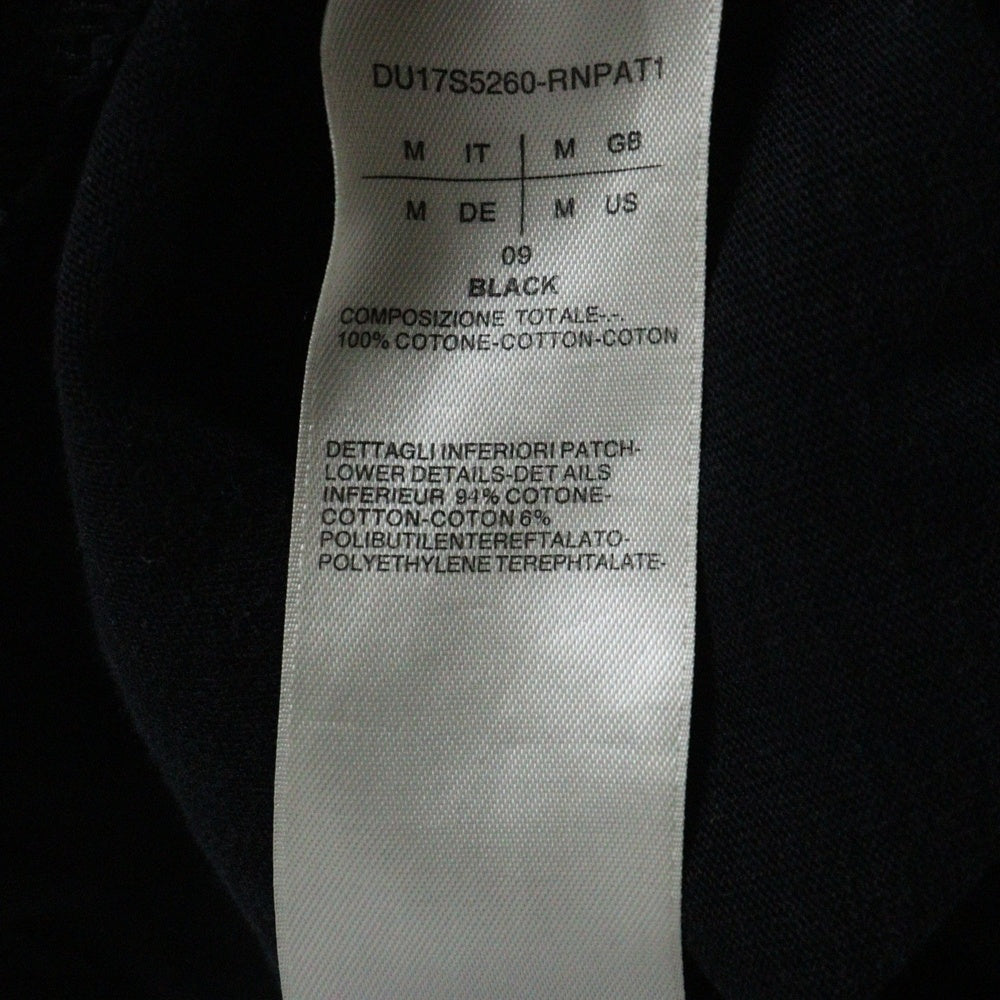 DU17S5260-RNPAT1
M IT M GB
M DE M US
09
BLACK
COMPOSIZIONE TOTALE-.-.
100% COTONE-COTTON-COTON
DETTAGLI INFERIORI PATCH-
LOWER DETAILS-DET AILS
INFERIEUR 94% COTONE-
COTTON-COTON 6%
POLIBUTILENTEREFTALATO-
POLYETHYLENE TEREPHTALATE-